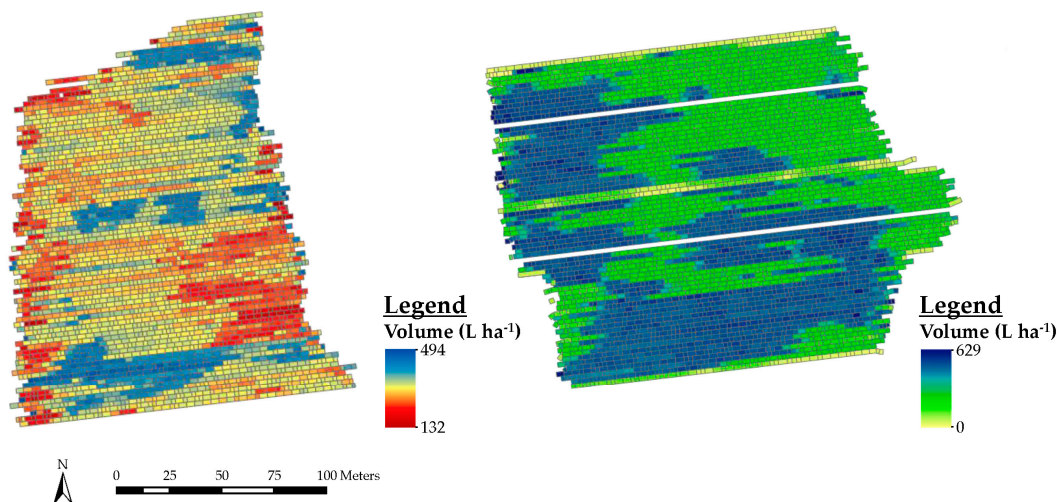 Legend
Volume (L ha-1)
494
132
Legend
Volume (L ha-1)
629
0
N
0 25 50 75 100 Meters